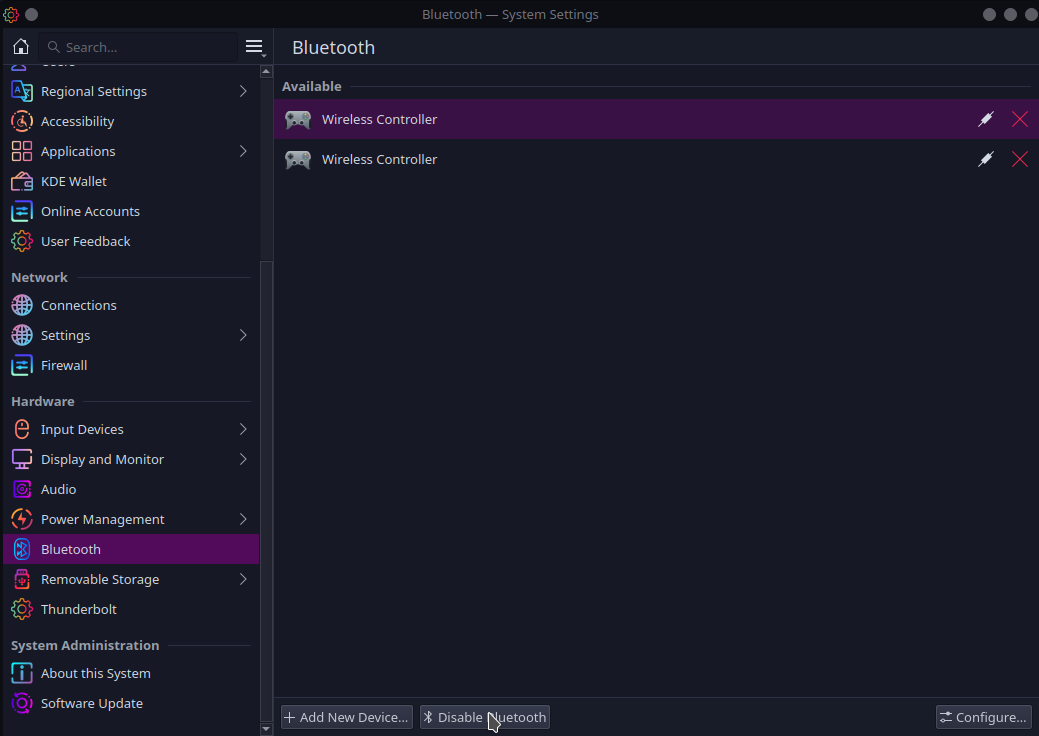 Bluetooth — System Settings
Search...
Bluetooth
Users
Regional Settings
Accessibility
Applications
KDE Wallet
Online Accounts
User Feedback
Network
Connections
Settings
Firewall
Hardware
Input Devices
Display and Monitor
Audio
Power Management
Bluetooth
Removable Storage
Thunderbolt
System Administration
About this System
Software Update
Available
Wireless Controller
Wireless Controller
Add New Device...
Disable Bluetooth
Configure...